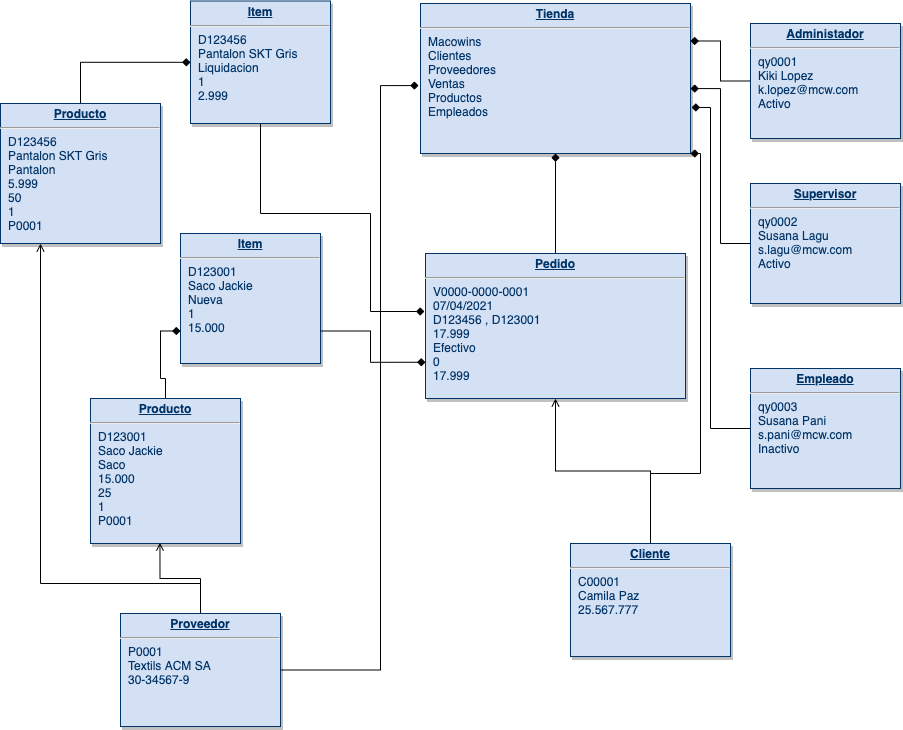 Item
D123456
Pantalon SKT Gris
Liquidacion
1
2.999
Tienda
Macowins
Clientes
Proveedores
Ventas
Productos
Empleados
Administador
qy0001
Kiki Lopez
k.lopez@mcw.com
Activo
Producto
D123456
Pantalon SKT Gris
Pantalon
5.999
50
1
P0001
Supervisor
qy0002
Susana Lagu
s.lagu@mcw.com
Activo
Item
D123001
Saco Jackie
Nueva
1
15.000
Pedido
V0000-0000-0001
07/04/2021
D123456 , D123001
17.999
Efectivo
0
17.999
Empleado
qy0003
Susana Pani
s.pani@mcw.com
Inactivo
Producto
D123001
Saco Jackie
Saco
15.000
25
1
P0001
Cliente
C00001
Camila Paz
25.567.777
Proveedor
P0001
Textils ACM SA
30-34567-9